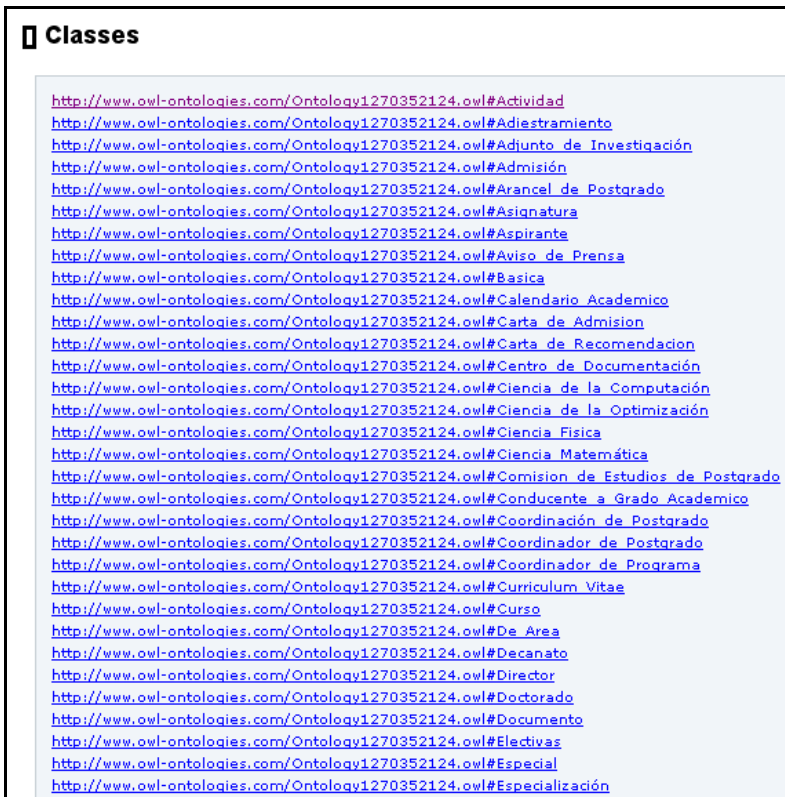 Classes
http://www.owl-ontologies.com/Ontology1270352124.owl#Actividad
http://www.owl-ontologies.com/Ontology1270352124.owl#Adiestramiento
http://www.owl-ontologies.com/Ontology1270352124.owl#Adjunto_de_Investigación
http://www.owl-ontologies.com/Ontology1270352124.owl#Admisión
http://www.owl-ontologies.com/Ontology1270352124.owl#Arancel_de_Postgrado
http://www.owl-ontologies.com/Ontology1270352124.owl#Asignatura
http://www.owl-ontologies.com/Ontology1270352124.owl#Aspirante
http://www.owl-ontologies.com/Ontology1270352124.owl#Aviso_de_Prensa
http://www.owl-ontologies.com/Ontology1270352124.owl#Basica
http://www.owl-ontologies.com/Ontology1270352124.owl#Calendario_Academico
http://www.owl-ontologies.com/Ontology1270352124.owl#Carta_de_Admision
http://www.owl-ontologies.com/Ontology1270352124.owl#Carta_de_Recomendacion
http://www.owl-ontologies.com/Ontology1270352124.owl#Centro_de_Documentación
http://www.owl-ontologies.com/Ontology1270352124.owl#Ciencia_de_la_Computación
http://www.owl-ontologies.com/Ontology1270352124.owl#Ciencia_de_la_Optimización
http://www.owl-ontologies.com/Ontology1270352124.owl#Ciencia_Fisica
http://www.owl-ontologies.com/Ontology1270352124.owl#Ciencia_Matemática
http://www.owl-ontologies.com/Ontology1270352124.owl#Comision_de_Estudios_de_Postgrado
http://www.owl-ontologies.com/Ontology1270352124.owl#Conducente_a_Grado_Academico
http://www.owl-ontologies.com/Ontology1270352124.owl#Coordinación_de_Postgrado
http://www.owl-ontologies.com/Ontology1270352124.owl#Coordinador_de_Postgrado
http://www.owl-ontologies.com/Ontology1270352124.owl#Coordinador_de_Programa
http://www.owl-ontologies.com/Ontology1270352124.owl#Curriculum_Vitae
http://www.owl-ontologies.com/Ontology1270352124.owl#Curso
http://www.owl-ontologies.com/Ontology1270352124.owl#De_Area
http://www.owl-ontologies.com/Ontology1270352124.owl#Decanato
http://www.owl-ontologies.com/Ontology1270352124.owl#Director
http://www.owl-ontologies.com/Ontology1270352124.owl#Doctorado
http://www.owl-ontologies.com/Ontology1270352124.owl#Documento
http://www.owl-ontologies.com/Ontology1270352124.owl#Electivas
http://www.owl-ontologies.com/Ontology1270352124.owl#Especial
http://www.owl-ontologies.com/Ontology1270352124.owl#Especialización